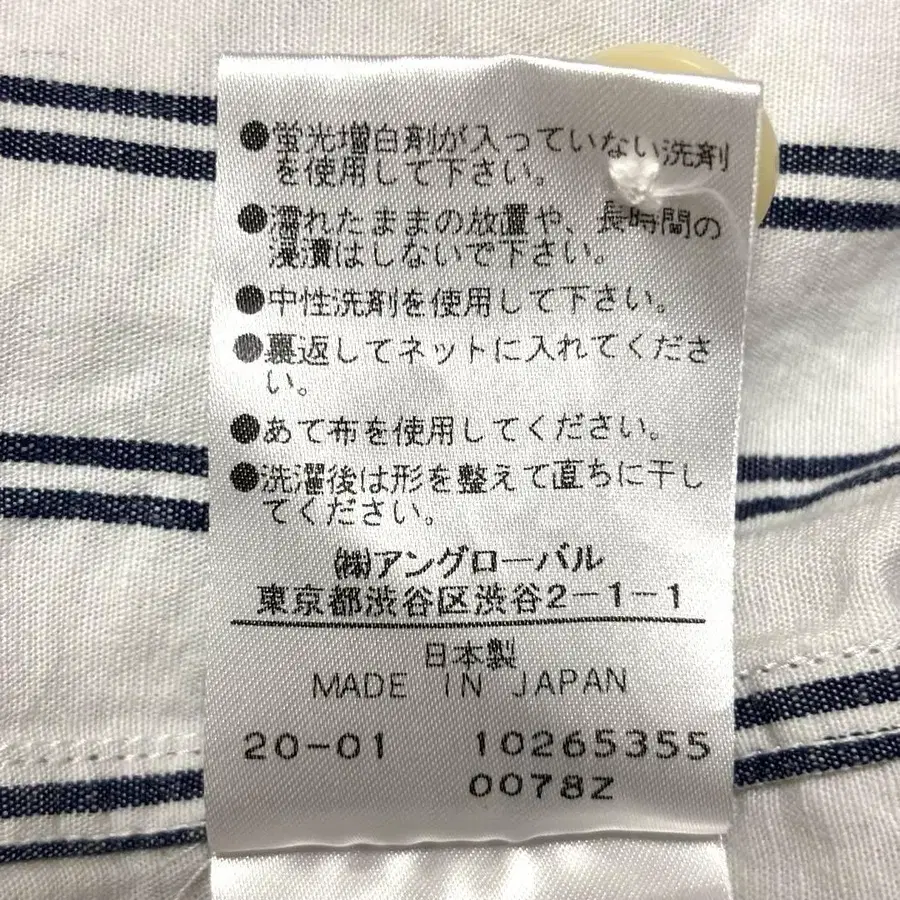 ●蛍光増白剤が入っていない洗剤
を使用して下さい。
●濡れたままの放置や、長時間の
浸漬はしないで下さい。
●中性洗剤を使用して下さい。
●裏返してネットに入れてくださ
い。
●あて布を使用してください。
●洗濯後は形を整えて直ちに干し
てください。
㈱アングローバル
東京都渋谷区渋谷2-1-1
日本製
MADE IN JAPAN
20-01 10265355
0078Z